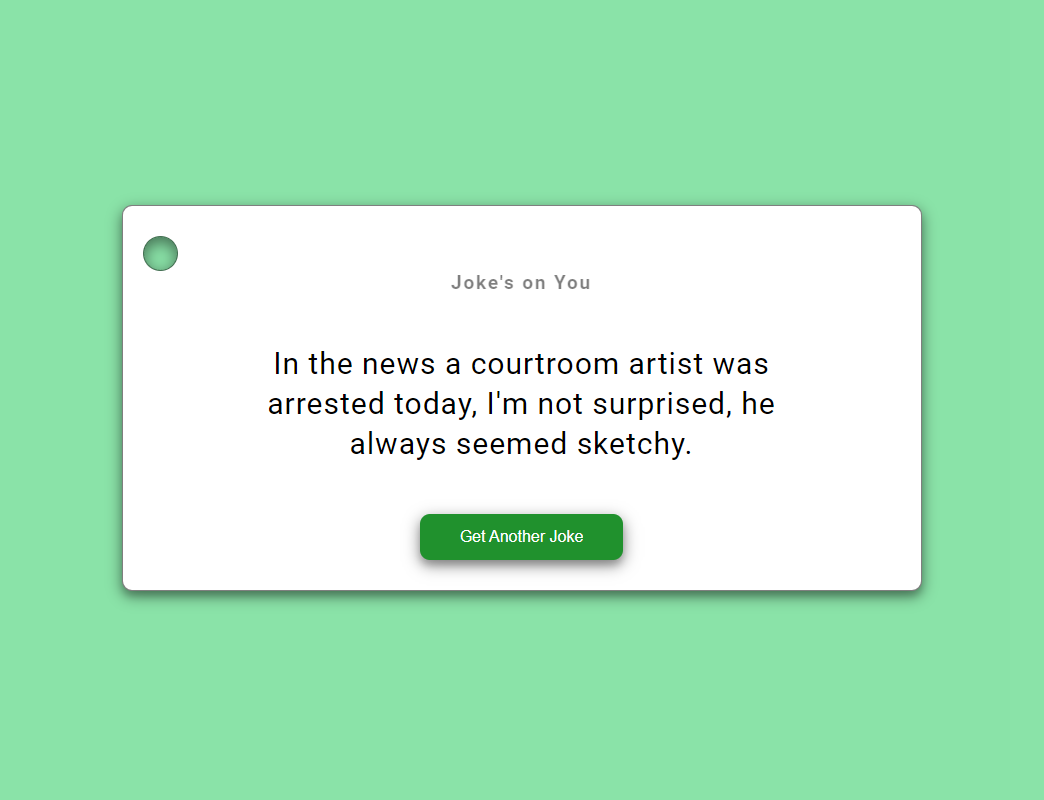 Joke's on You
In the news a courtroom artist was
arrested today, I'm not surprised, he
always seemed sketchy.
Get Another Joke